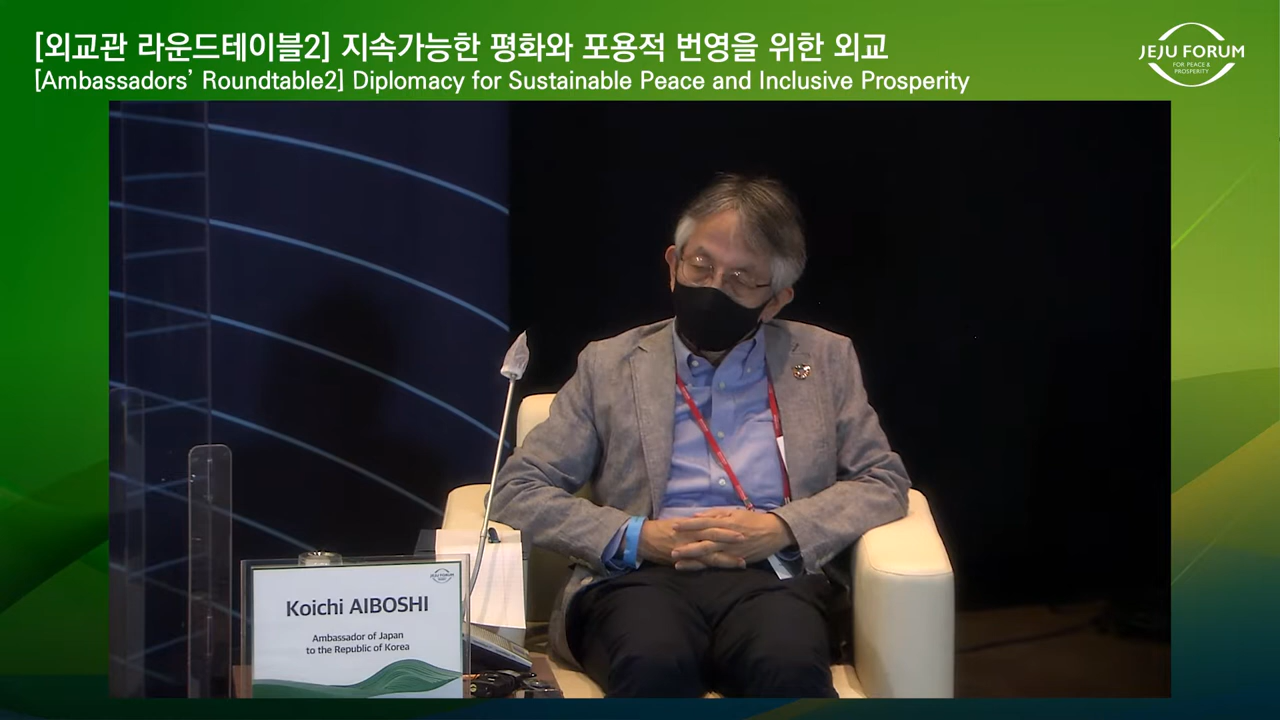 [외교관 라운드테이블2] 지속가능한 평화와 포용적 번영을 위한 외교
[Ambassadors' Roundtable2] Diplomacy for Sustainable Peace and Inclusive Prosperity
JEJU FORUM
FOR PEACE &
PROSPERITY
JEJU FORUM
Koichi AIBOSHI
Ambassador of Japan
to the Republic of Korea